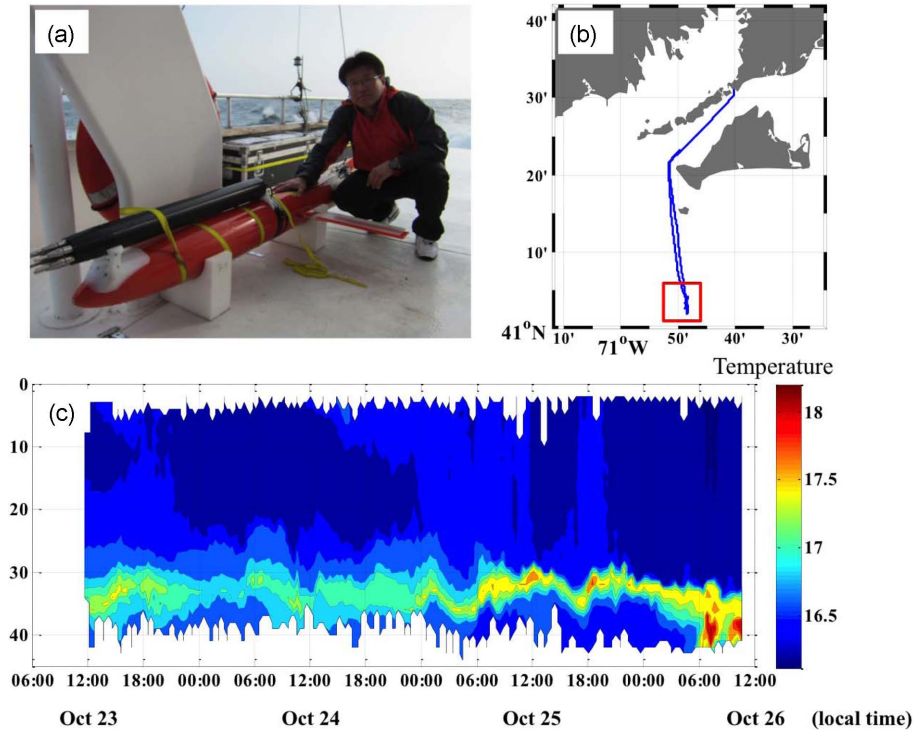 (a)
(b)
40'
30'
20'
10'
41°N
10' 71°W 50' 40' 30'
Temperature
(c)
0
10
20
30
40
18
17.5
17
16.5
06:00 12:00 18:00 00:00 06:00 12:00 18:00 00:00 06:00 12:00 18:00 00:00 06:00 12:00
Oct 23 Oct 24 Oct 25 Oct 26 (local time)